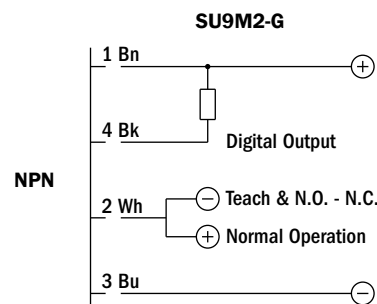 SU9M2-G
1 Bn
+
4 Bk
Digital Output
NPN
2 Wh
− Teach & N.O. - N.C.
+ Normal Operation
3 Bu
−